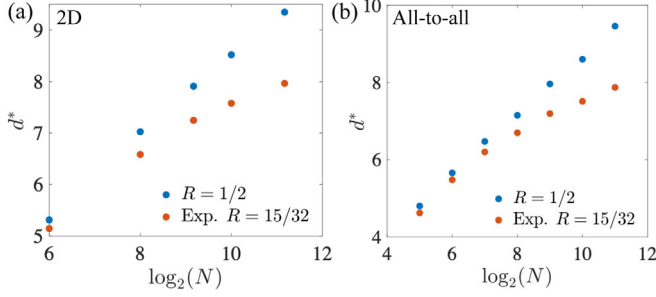 (a)
2D
9
8
7
6
5
d*
R = 1/2
Exp. R = 15/32
6 8 10 12
log₂(N)
(b)
All-to-all
10
8
6
4
d*
R = 1/2
Exp. R = 15/32
4 6 8 10 12
log₂(N)